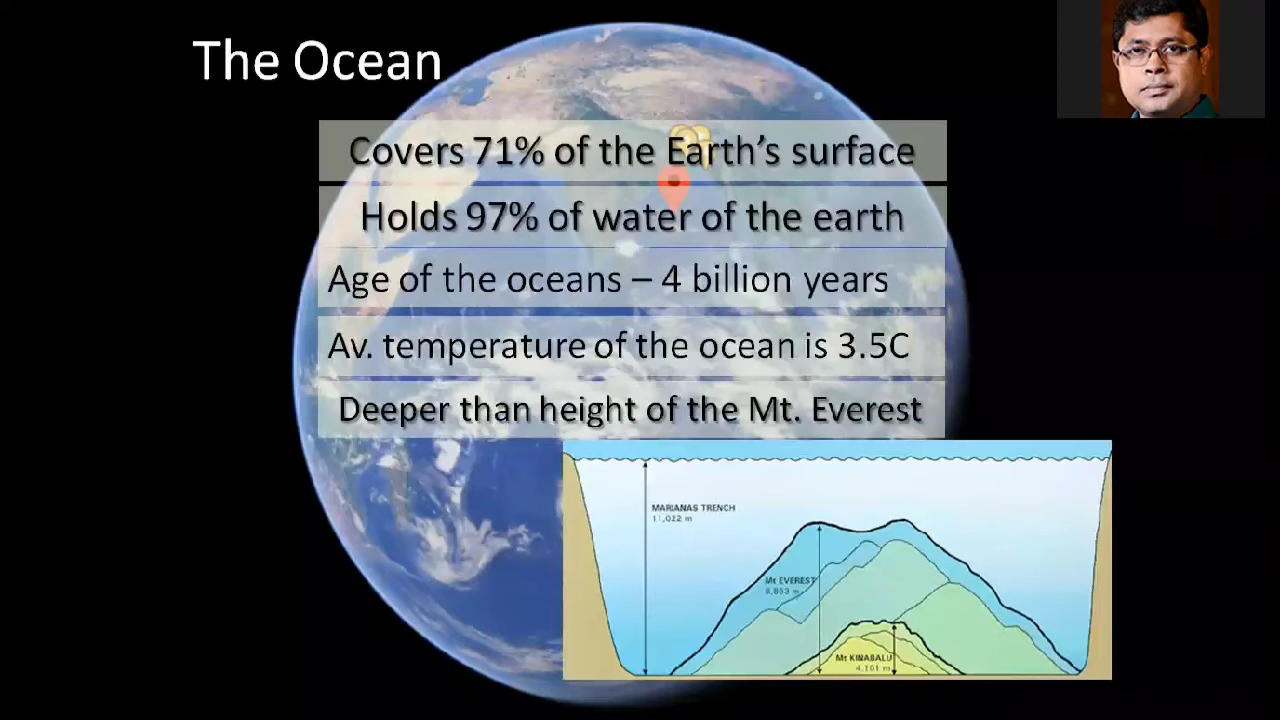 The Ocean
Covers 71% of the Earth's surface
Holds 97% of water of the earth
Age of the oceans – 4 billion years
Av. temperature of the ocean is 3.5C
Deeper than height of the Mt. Everest
MARIANAS TRENCH
11,022 m
Mt EVEREST
Mt KINABALU
4,101 m